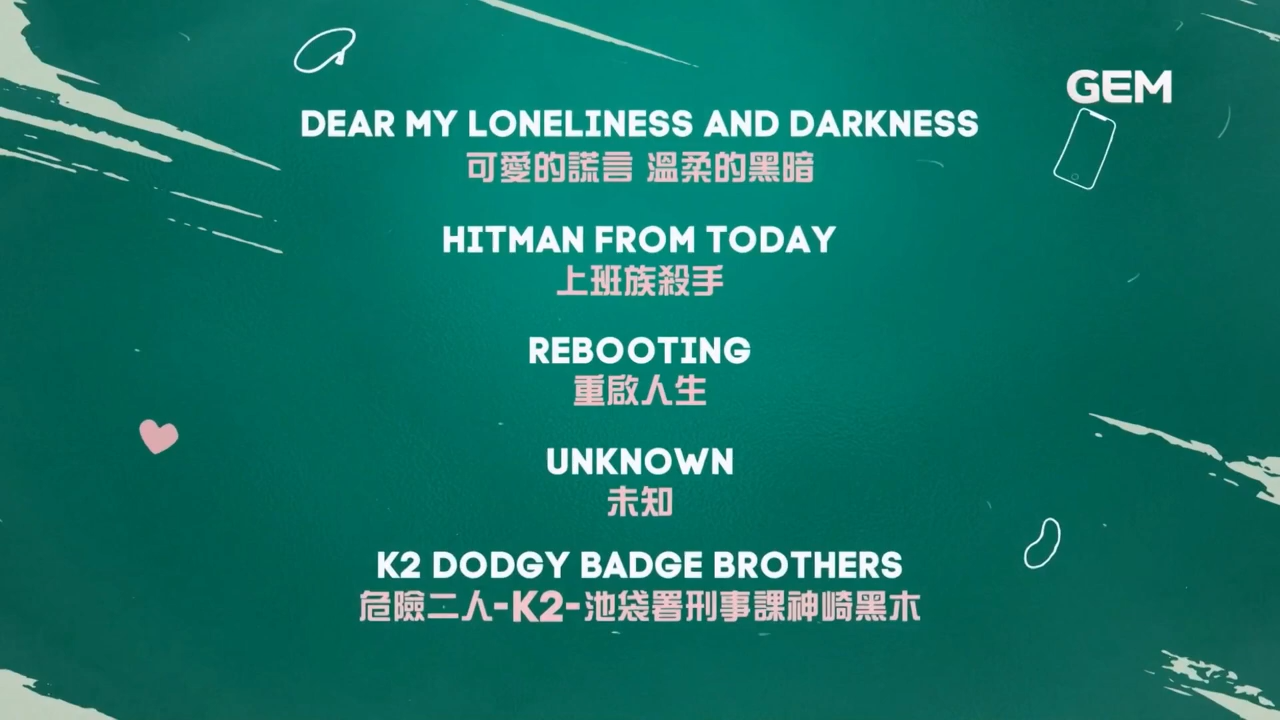 GEM
DEAR MY LONELINESS AND DARKNESS
可愛的謊言 溫柔的黑暗
HITMAN FROM TODAY
上班族殺手
REBOOTING
重啟人生
UNKNOWN
未知
K2 DODGY BADGE BROTHERS
危險二人-K2-池袋署刑事課神崎黑木